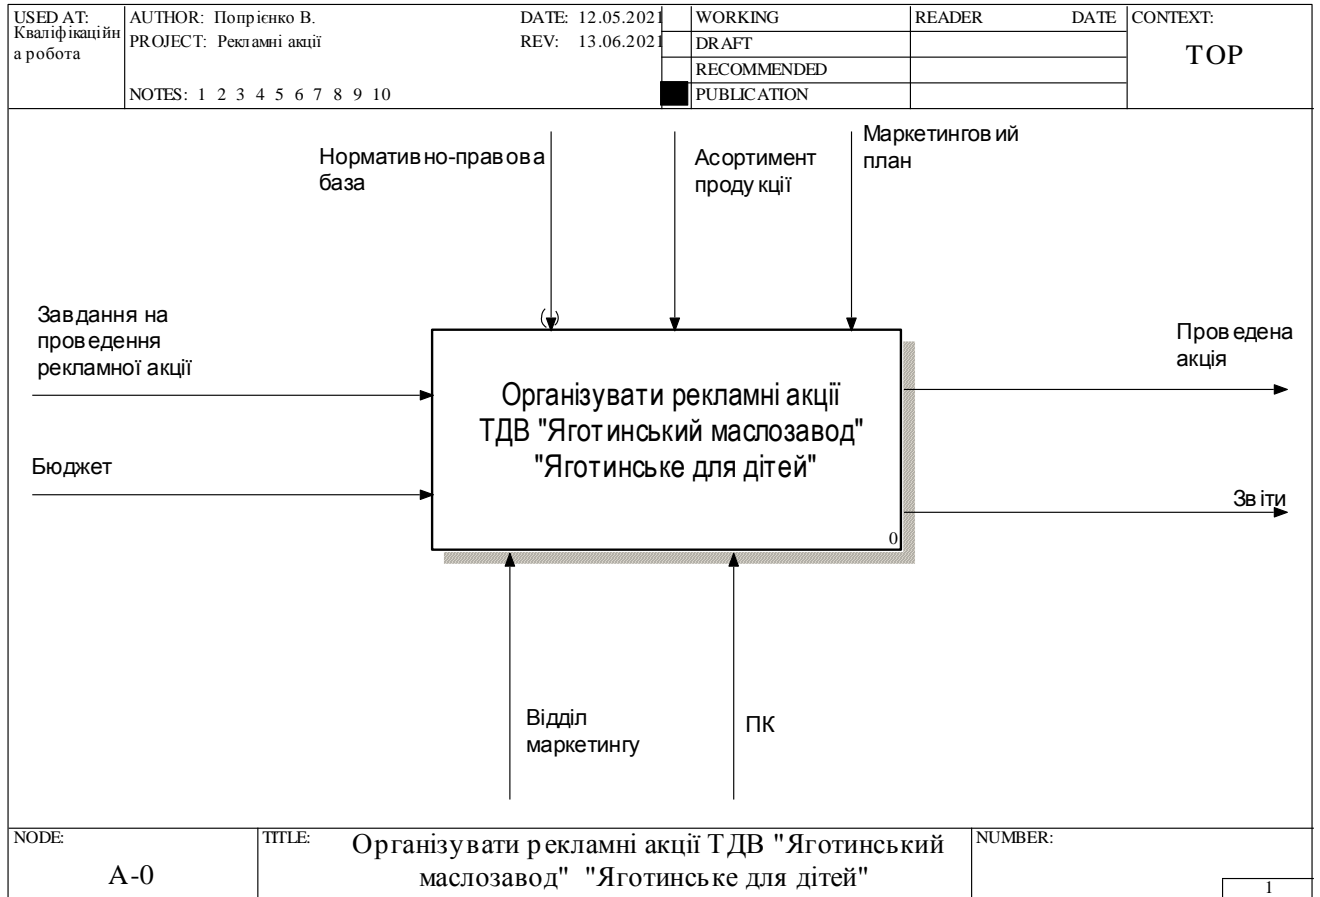 USED AT:
Кваліфікаційн
а робота
AUTHOR: Попрієнко В.
DATE: 12.05.2021
PROJECT: Рекламні акції
REV: 13.06.2021
NOTES: 1 2 3 4 5 6 7 8 9 10
WORKING
DRAFT
RECOMMENDED
PUBLICATION
READER DATE
CONTEXT:
TOP
Нормативно-правова
база
Асортимент
продукції
Маркетинговий
план
Завдання на
проведення
рекламної акції
Бюджет
Організувати рекламні акції
ТДВ "Яготинський маслозавод"
"Яготинське для дітей"
0
Проведена
акція
Звіти
Відділ
маркетингу
ПК
NODE:
A-0
TITLE:
Організувати рекламні акції ТДВ "Яготинський
маслозавод" "Яготинське для дітей"
NUMBER:
1